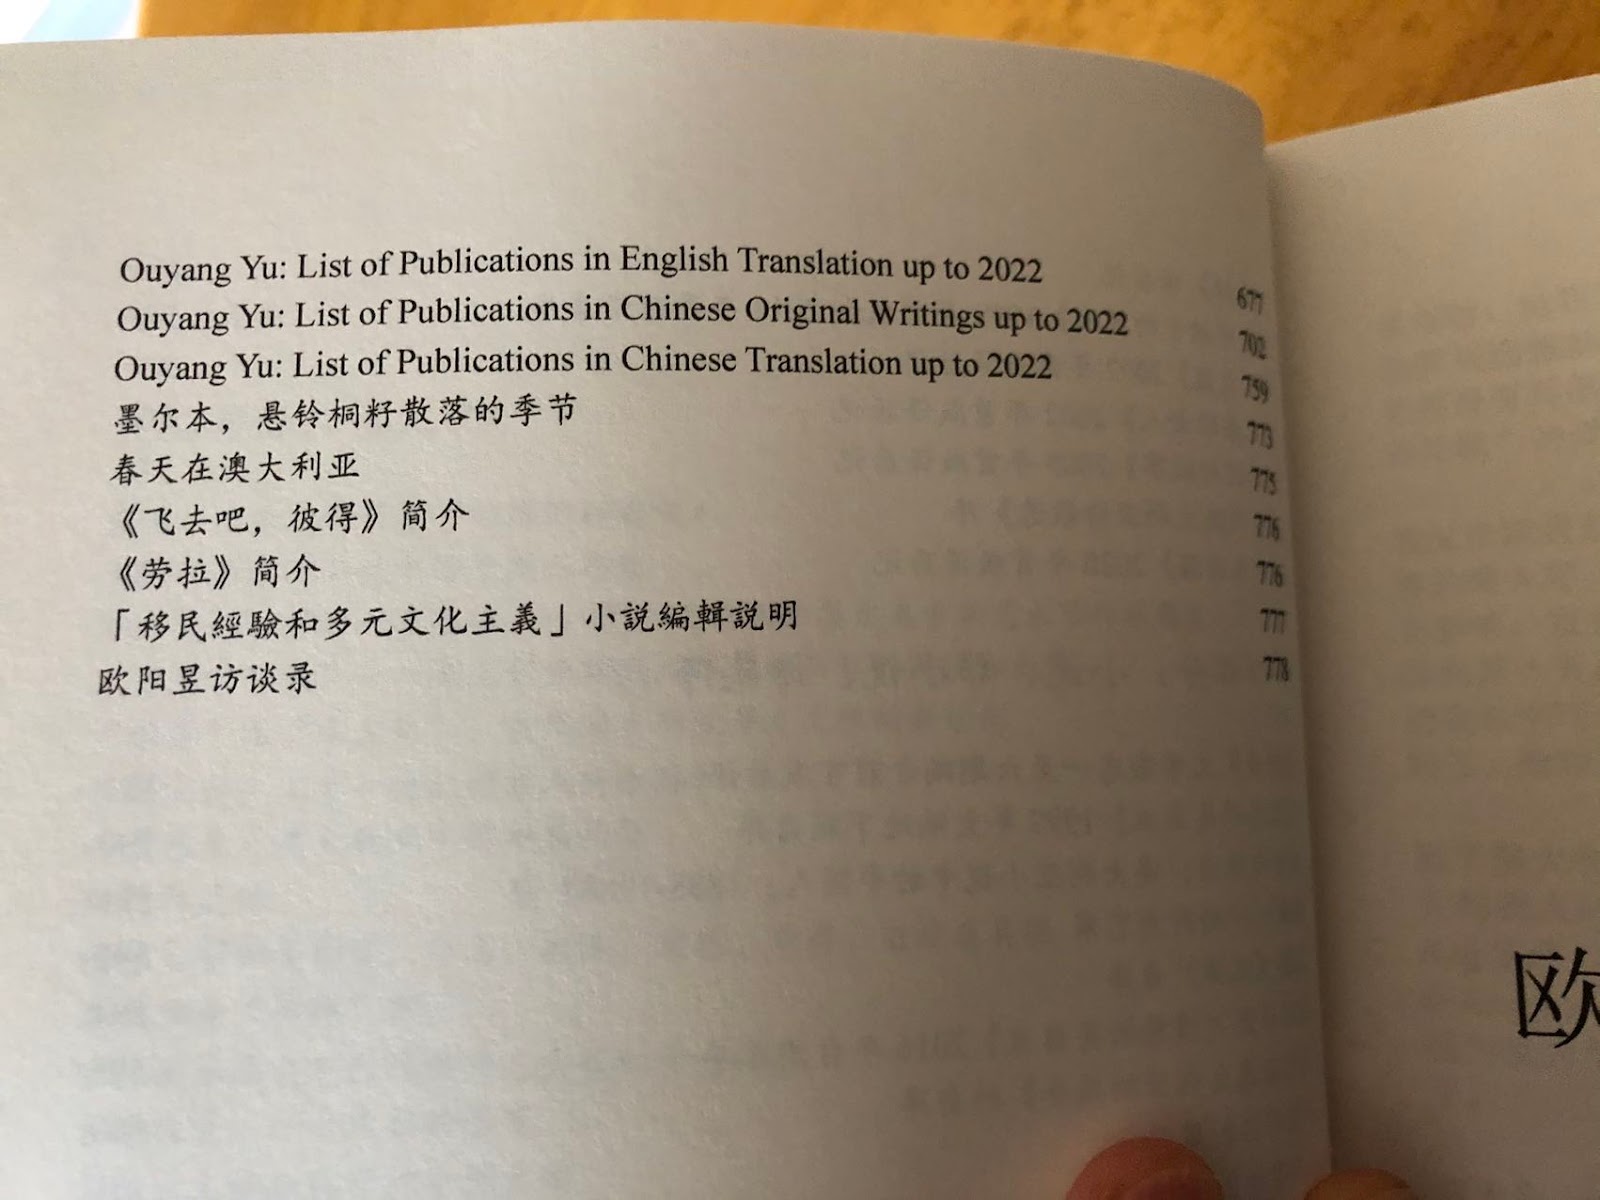 Ouyang Yu: List of Publications in English Translation up to 2022 677
Ouyang Yu: List of Publications in Chinese Original Writings up to 2022 702
Ouyang Yu: List of Publications in Chinese Translation up to 2022 759
墨尔本，悬铃桐籽散落的季节 773
春天在澳大利亚 775
《飞去吧，彼得》简介 776
《劳拉》简介 776
「移民經驗和多元文化主義」小説編輯説明 777
欧阳昱访谈录 778
欧